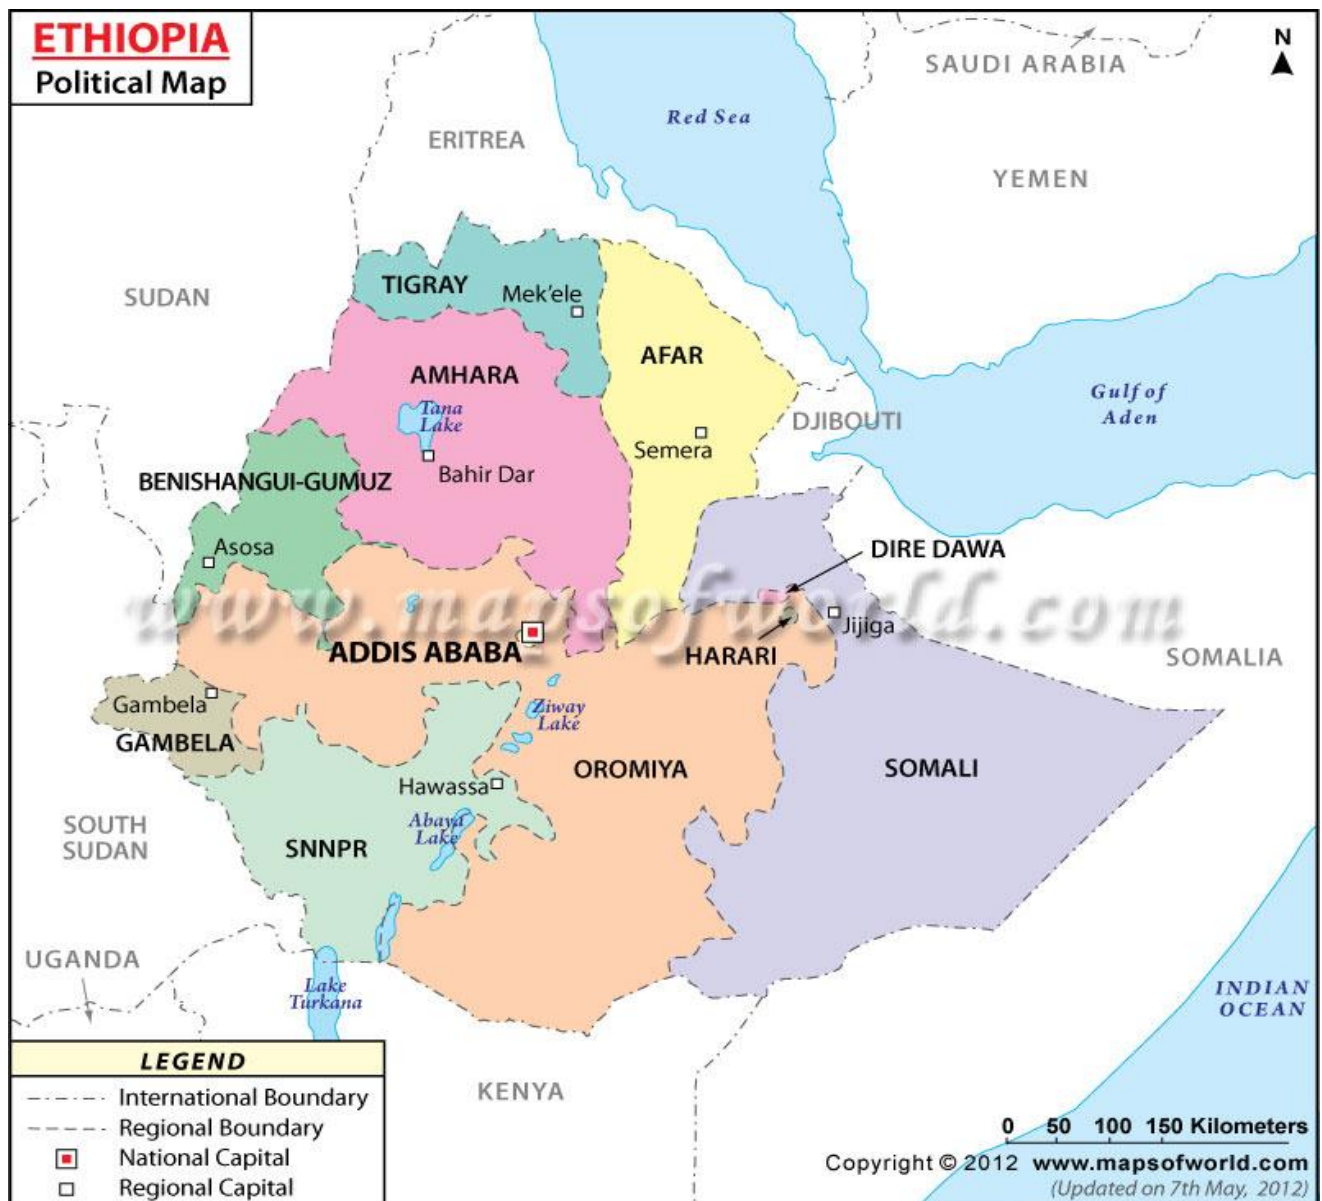 ETHIOPIA
Political Map
N
SAUDI ARABIA
Red Sea
ERITREA
YEMEN
SUDAN
TIGRAY
Mek'ele
AFAR
AMHARA
Tana
Lake
Gulf of
Aden
DJIBOUTI
Semera
Bahir Dar
BENISHANGUI-GUMUZ
Asosa
DIRE DAWA
www.mapsofworld.com
Jijiga
ADDIS ABABA
HARARI
SOMALIA
Gambela
GAMBELA
Ziway
Lake
OROMIYA
SOMALI
Hawassa
Abaya
Lake
SOUTH
SUDAN
SNNPR
UGANDA
Lake
Turkana
INDIAN
OCEAN
KENYA
LEGEND
International Boundary
Regional Boundary
National Capital
Regional Capital
0 50 100 150 Kilometers
Copyright © 2012 www.mapsofworld.com
(Updated on 7th May, 2012)